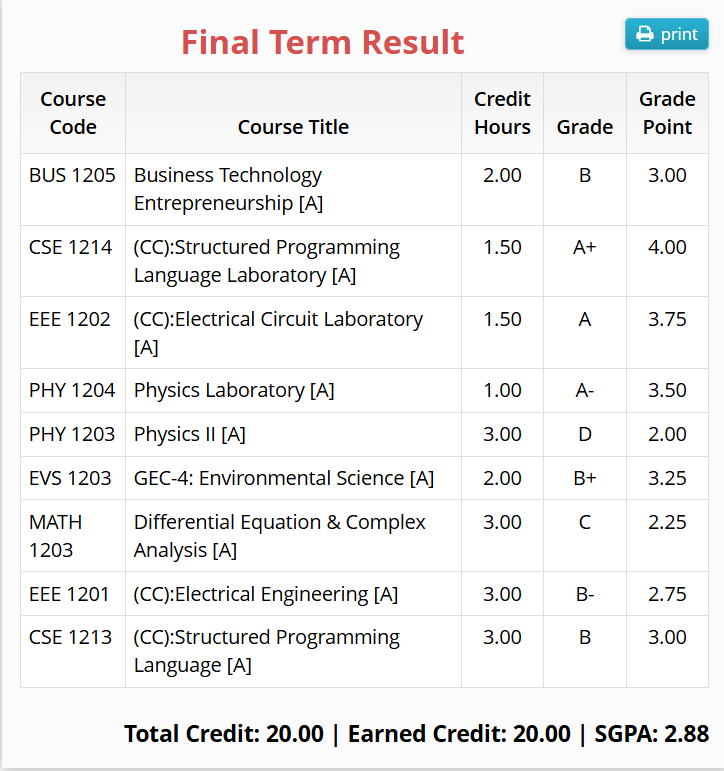 Final Term Result
print
Course Code
Course Title
Credit Hours
Grade
Grade Point
BUS 1205 Business Technology 2.00 B 3.00
Entrepreneurship [A]
CSE 1214 (CC):Structured Programming 1.50 A+ 4.00
Language Laboratory [A]
EEE 1202 (CC):Electrical Circuit Laboratory 1.50 A 3.75
[A]
PHY 1204 Physics Laboratory [A] 1.00 A- 3.50
PHY 1203 Physics II [A] 3.00 D 2.00
EVS 1203 GEC-4: Environmental Science [A] 2.00 B+ 3.25
MATH Differential Equation & Complex 3.00 C 2.25
1203 Analysis [A]
EEE 1201 (CC):Electrical Engineering [A] 3.00 B- 2.75
CSE 1213 (CC):Structured Programming 3.00 B 3.00
Language [A]
Total Credit: 20.00 | Earned Credit: 20.00 | SGPA: 2.88